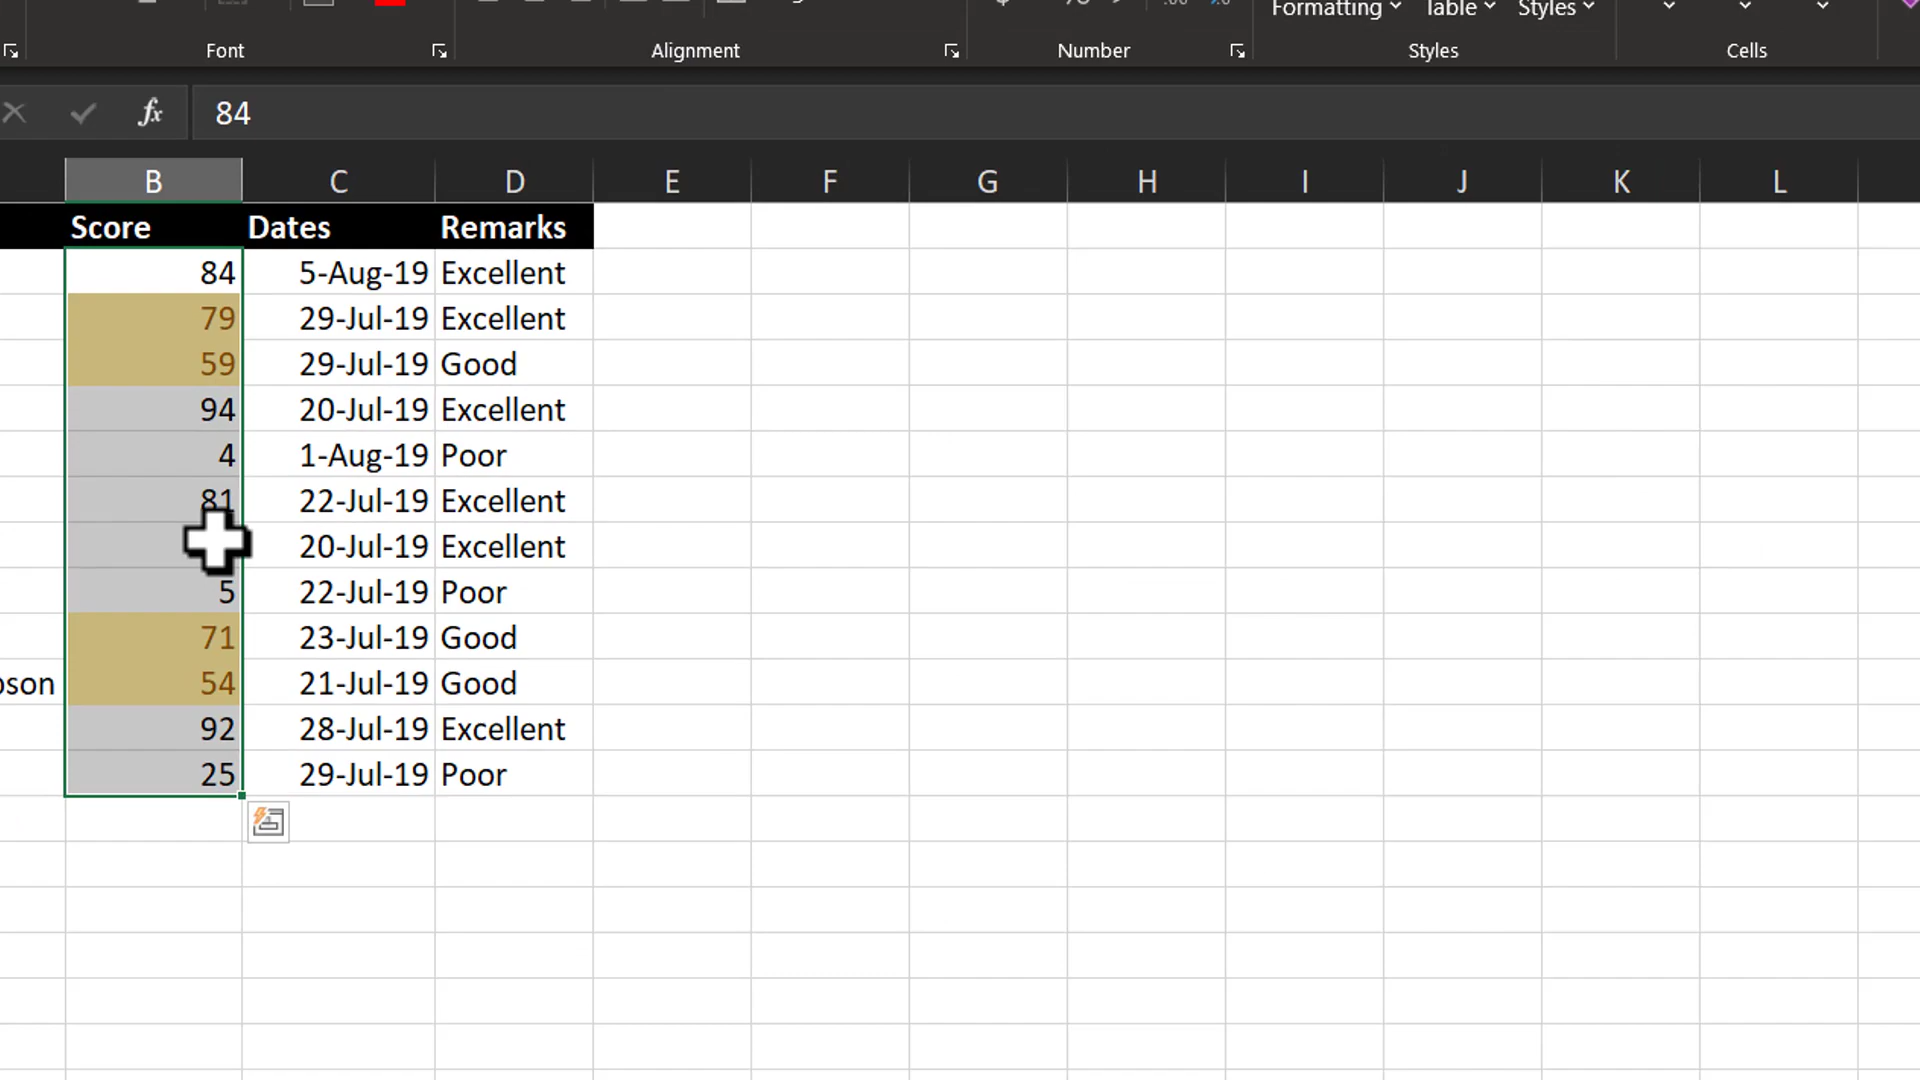 Formatting Table Styles
Font Alignment Number Styles Cells
fx 84
B C D E F G H I J K L
Score Dates Remarks
84 5-Aug-19 Excellent
79 29-Jul-19 Excellent
59 29-Jul-19 Good
94 20-Jul-19 Excellent
4 1-Aug-19 Poor
81 22-Jul-19 Excellent
20-Jul-19 Excellent
5 22-Jul-19 Poor
71 23-Jul-19 Good
54 21-Jul-19 Good
92 28-Jul-19 Excellent
25 29-Jul-19 Poor